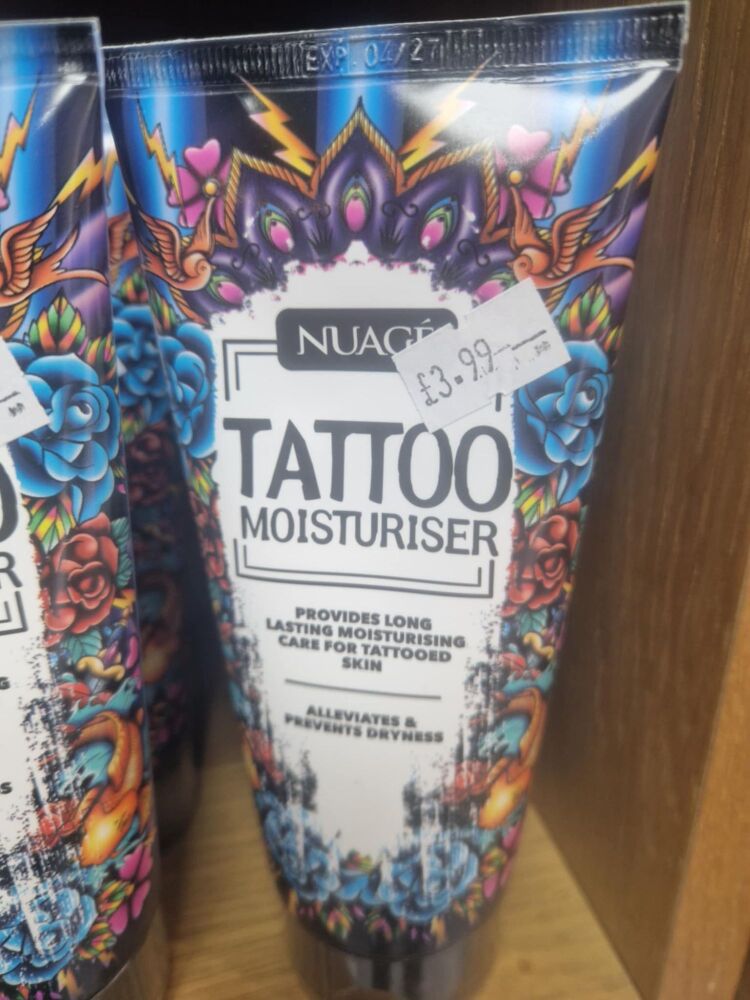 EXP. 04/27
NUAGÉ
£3.99
TATTOO
MOISTURISER
PROVIDES LONG
LASTING MOISTURISING
CARE FOR TATTOOED
SKIN
ALLEVIATES &
PREVENTS DRYNESS
O
R
G
S